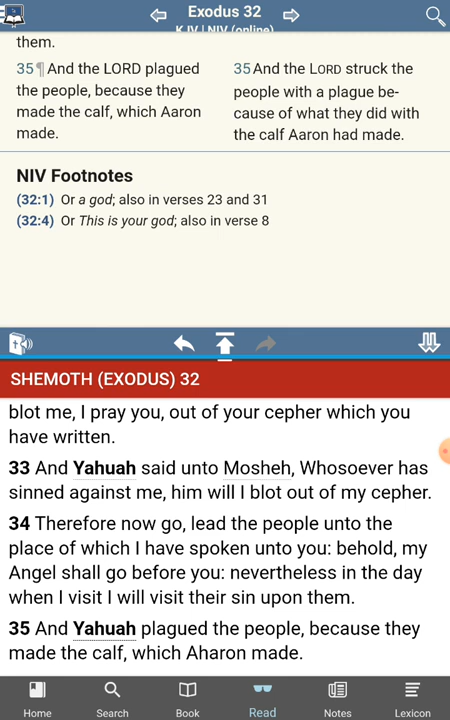 Exodus 32
KJV | NIV (online)
them.
35¶ And the LORD plagued
the people, because they
made the calf, which Aaron
made.
35 And the LORD struck the
people with a plague be-
cause of what they did with
the calf Aaron had made.
NIV Footnotes
(32:1) Or a god; also in verses 23 and 31
(32:4) Or This is your god; also in verse 8
SHEMOTH (EXODUS) 32
blot me, I pray you, out of your cepher which you
have written.
33 And Yahuah said unto Mosheh, Whosoever has
sinned against me, him will I blot out of my cepher.
34 Therefore now go, lead the people unto the
place of which I have spoken unto you: behold, my
Angel shall go before you: nevertheless in the day
when I visit I will visit their sin upon them.
35 And Yahuah plagued the people, because they
made the calf, which Aharon made.
Home
Search
Book
Read
Notes
Lexicon